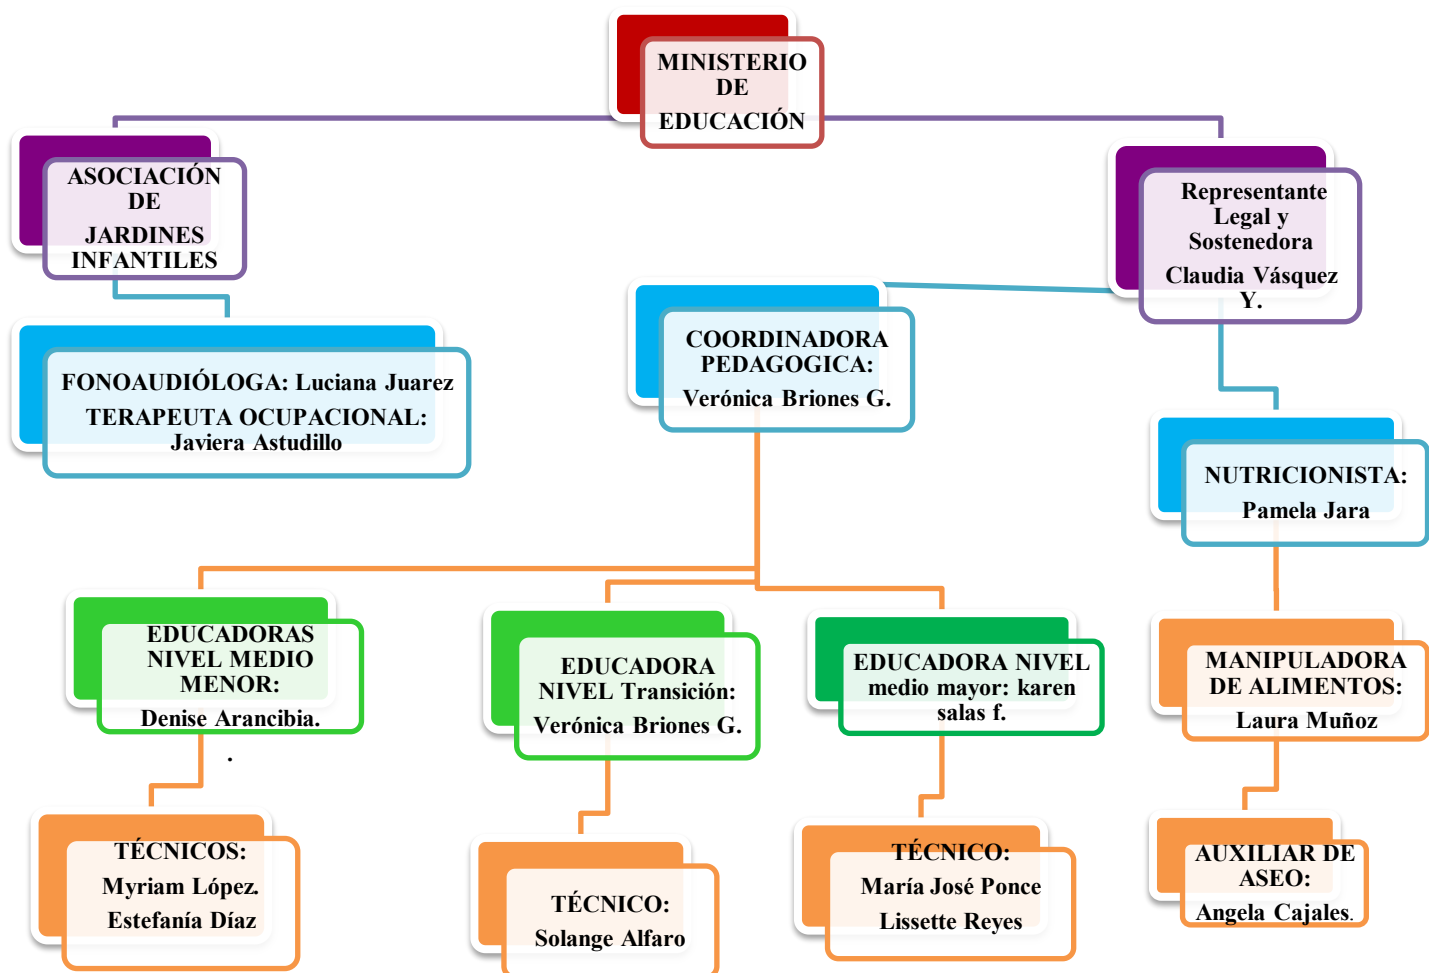 MINISTERIO
DE
EDUCACIÓN
ASOCIACIÓN
DE
JARDINES
INFANTILES
Representante
Legal y
Sostenedora
Claudia Vásquez
Y.
FONOAUDIÓLOGA: Luciana Juarez
TERAPEUTA OCUPACIONAL:
Javiera Astudillo
COORDINADORA
PEDAGOGICA:
Verónica Briones G.
NUTRICIONISTA:
Pamela Jara
EDUCADORAS
NIVEL MEDIO
MENOR:
Denise Arancibia.
.
EDUCADORA
NIVEL Transición:
Verónica Briones G.
EDUCADORA NIVEL
medio mayor: karen
salas f.
MANIPULADORA
DE ALIMENTOS:
Laura Muñoz
TÉCNICOS:
Myriam López.
Estefanía Díaz
TÉCNICO:
Solange Alfaro
TÉCNICO:
María José Ponce
Lissette Reyes
AUXILIAR DE
ASEO:
Angela Cajales.